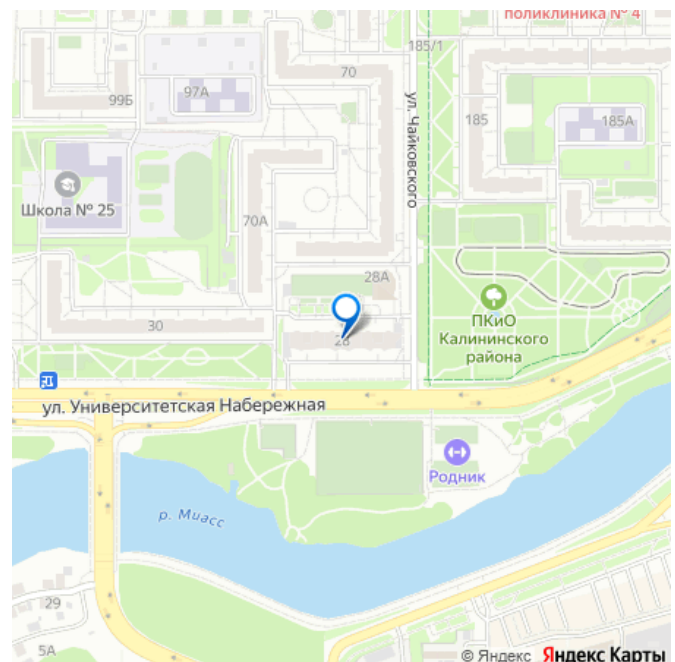 поликлиника № 4
185/1
70
99Б
97А
ул. Чайковского
185
185А
Школа № 25
70А
28А
ПКиО
Калининского
района
30
28
ул. Университетская Набережная
Родник
р. Миасс
29
5А
© Яндекс Яндекс Карты